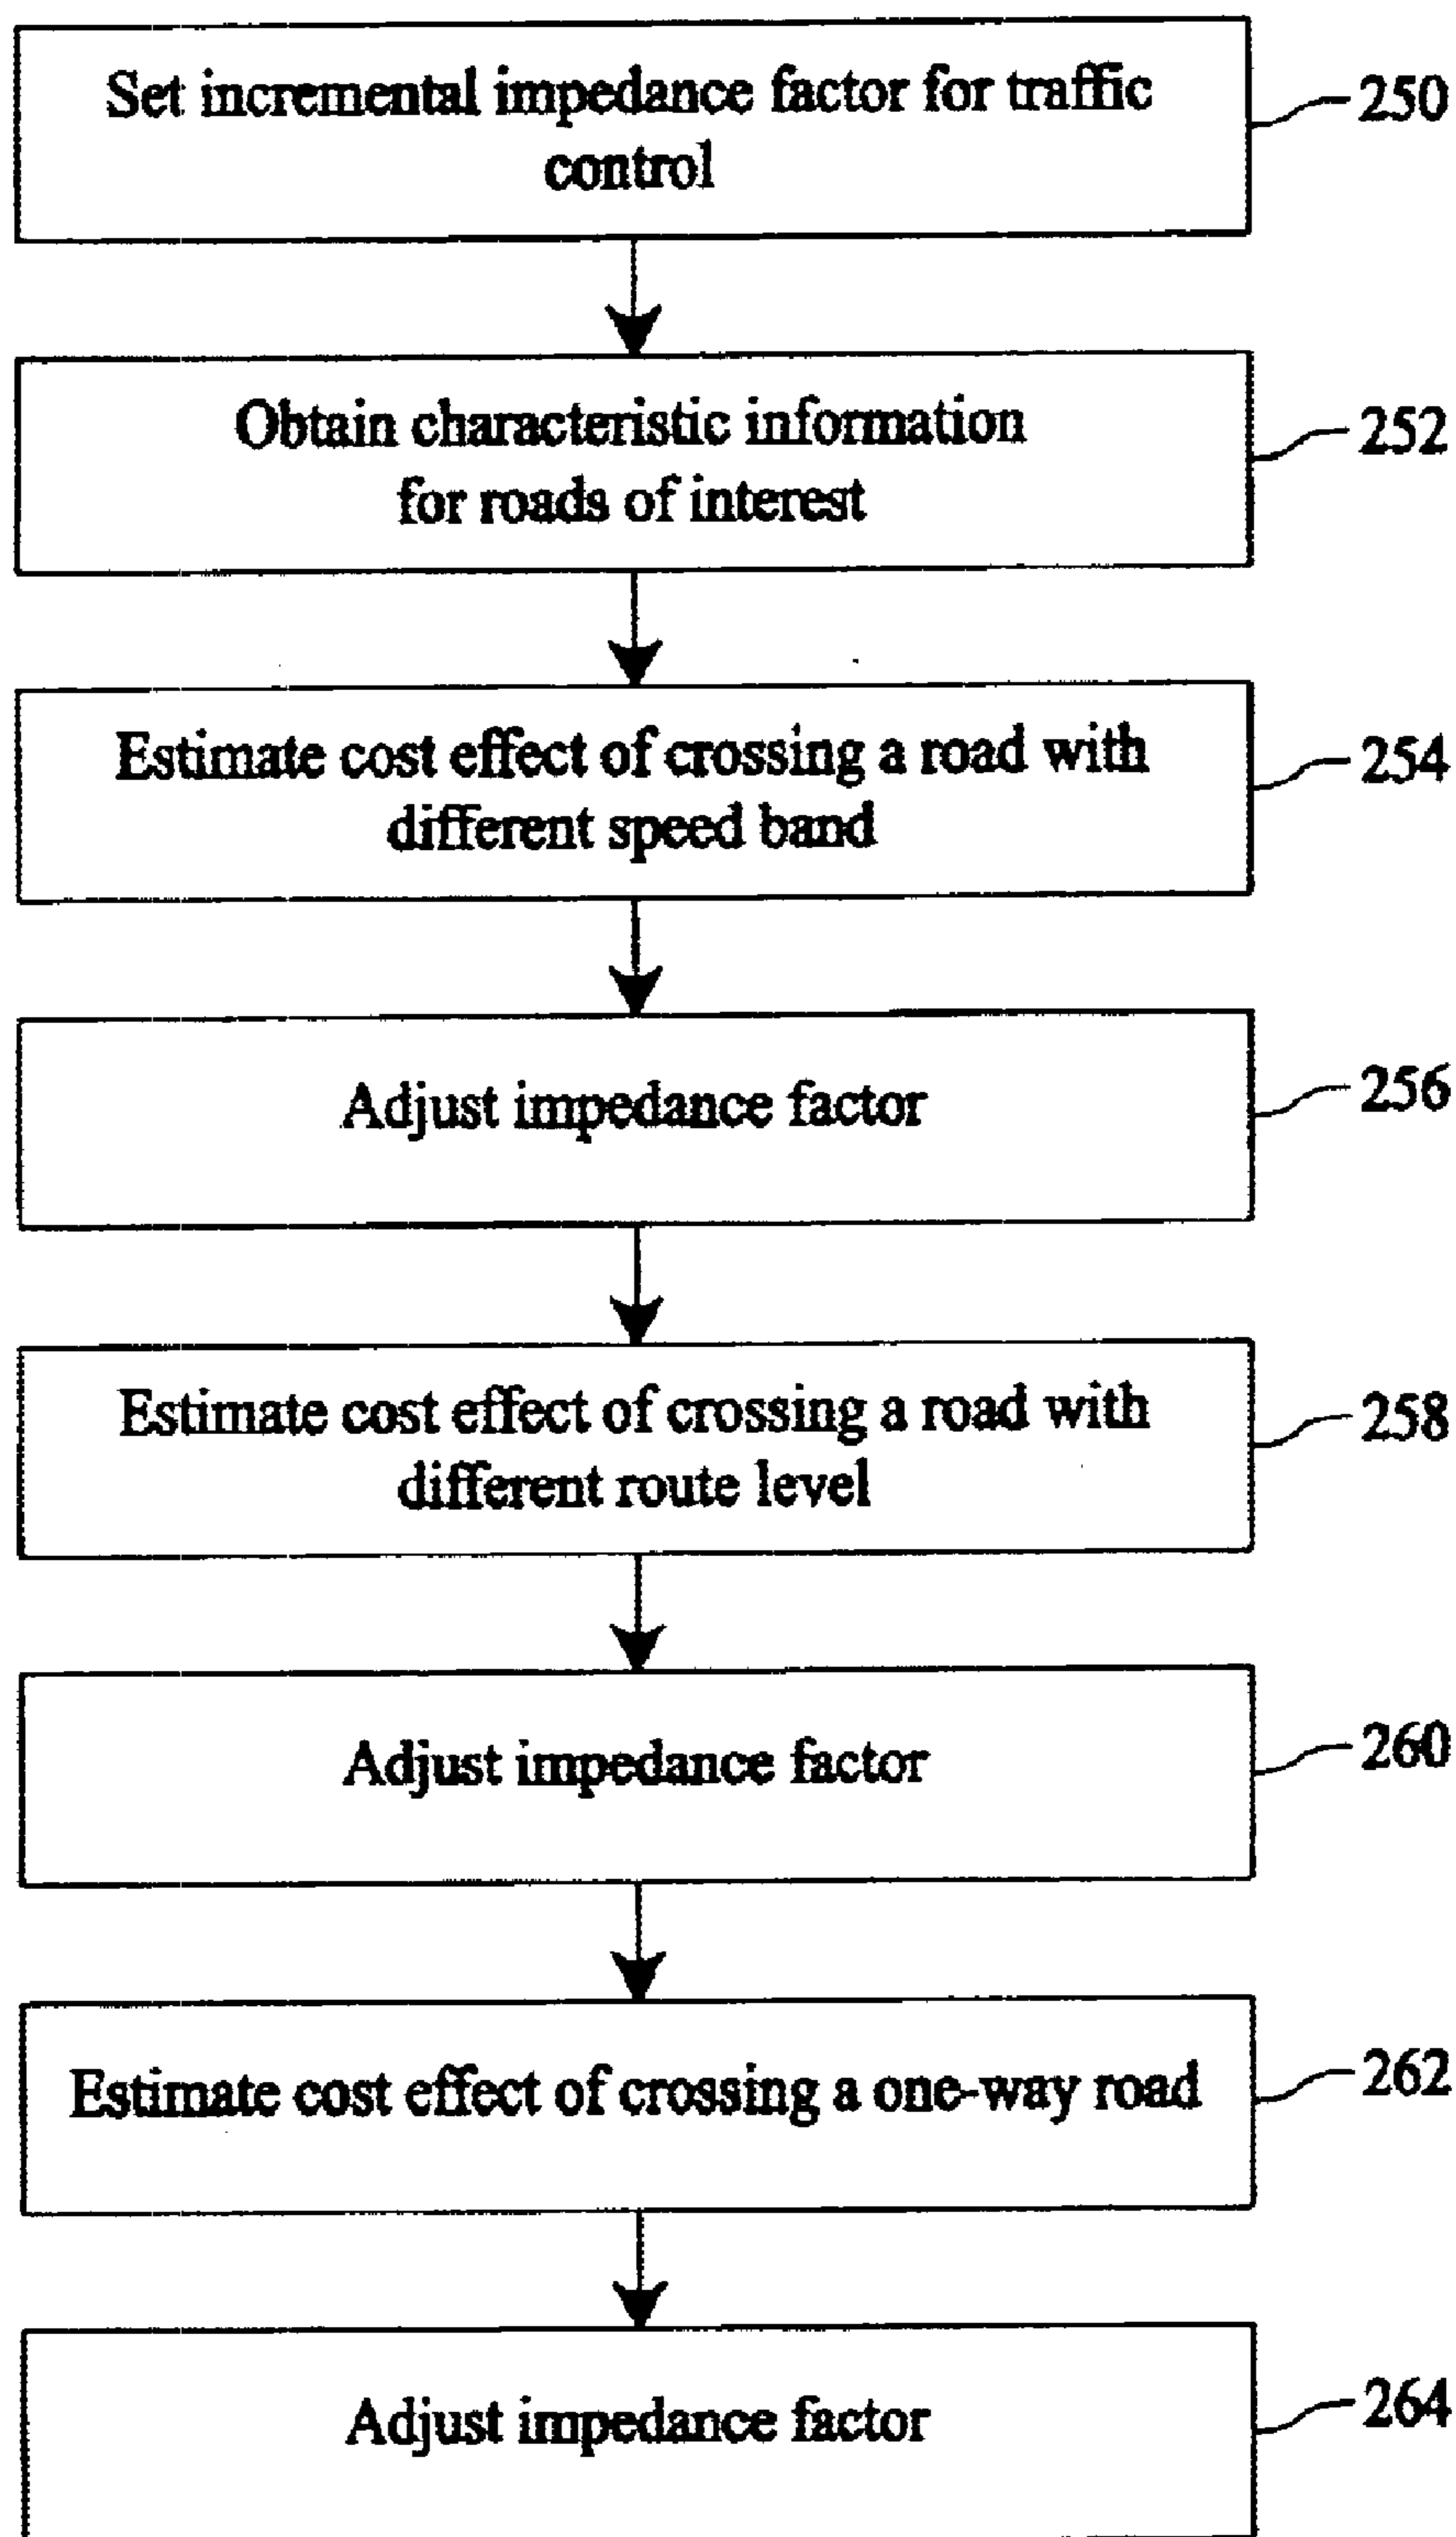 Set incremental impedance factor for traffic
control
250
Obtain characteristic information
for roads of interest
252
Estimate cost effect of crossing a road with
different speed band
254
Adjust impedance factor
256
Estimate cost effect of crossing a road with
different route level
258
Adjust impedance factor
260
Estimate cost effect of crossing a one-way road
262
Adjust impedance factor
264